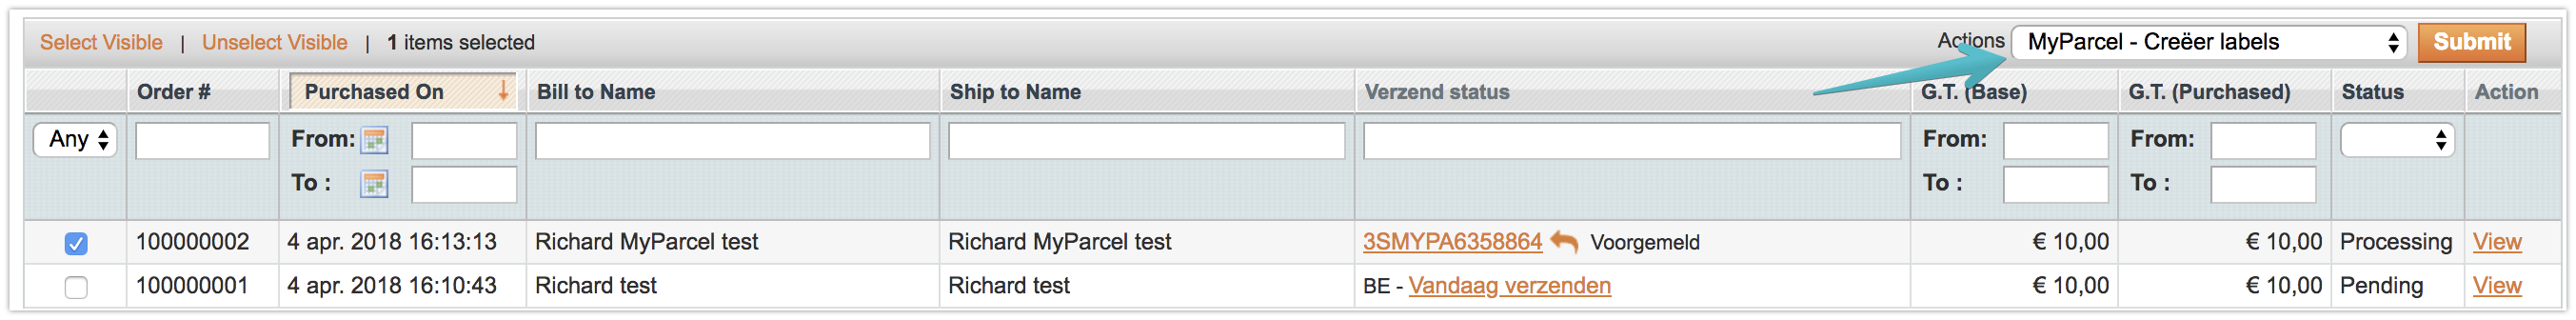 Select Visible | Unselect Visible | 1 items selected Actions MyParcel - Creëer labels Submit
Order # Purchased On Bill to Name Ship to Name Verzend status G.T. (Base) G.T. (Purchased) Status Action
Any From: From: From:
To : To : To :
100000002 4 apr. 2018 16:13:13 Richard MyParcel test Richard MyParcel test 3SMYPA6358864 Voorgemeld € 10,00 € 10,00 Processing View
100000001 4 apr. 2018 16:10:43 Richard test Richard test BE - Vandaag verzenden € 10,00 € 10,00 Pending View